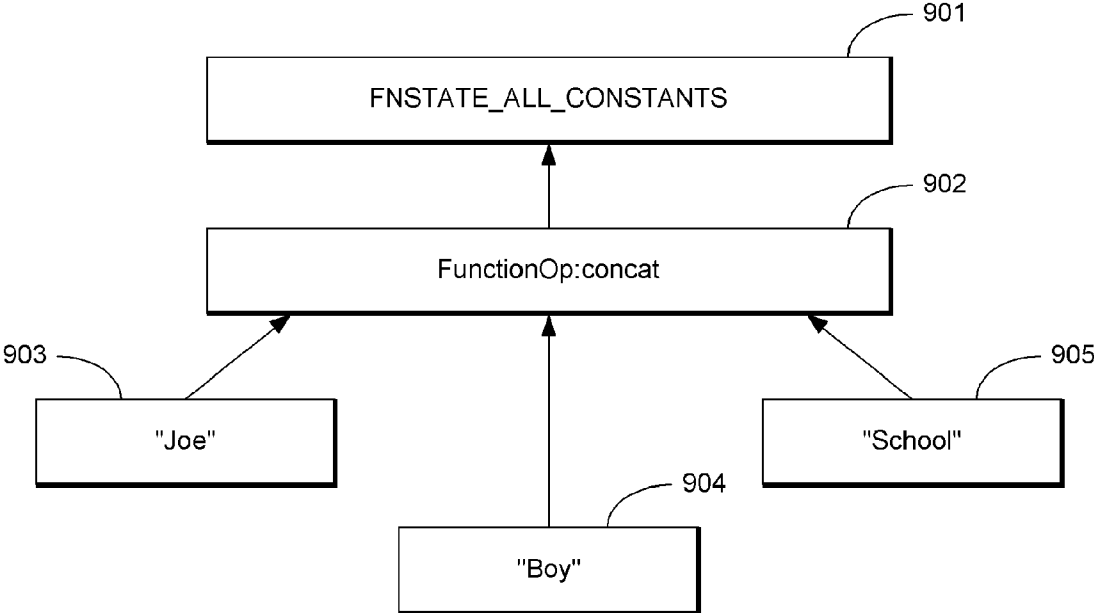 901
FNSTATE_ALL_CONSTANTS
902
FunctionOp:concat
903
905
"Joe"
"School"
904
"Boy"